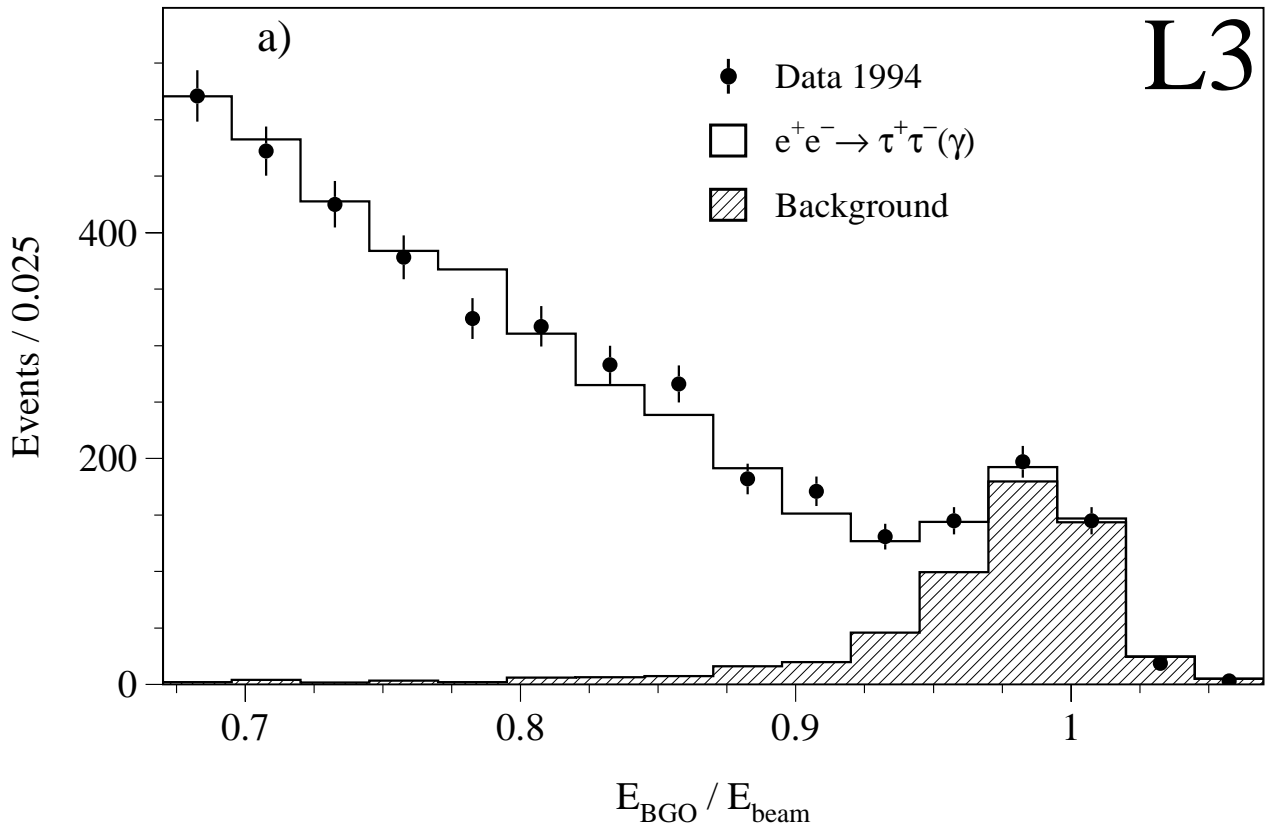 a)
L3
Data 1994
e⁺e⁻→ τ⁺τ⁻(γ)
Background
Events / 0.025
400
200
0
0.7 0.8 0.9 1
E_BGO / E_beam